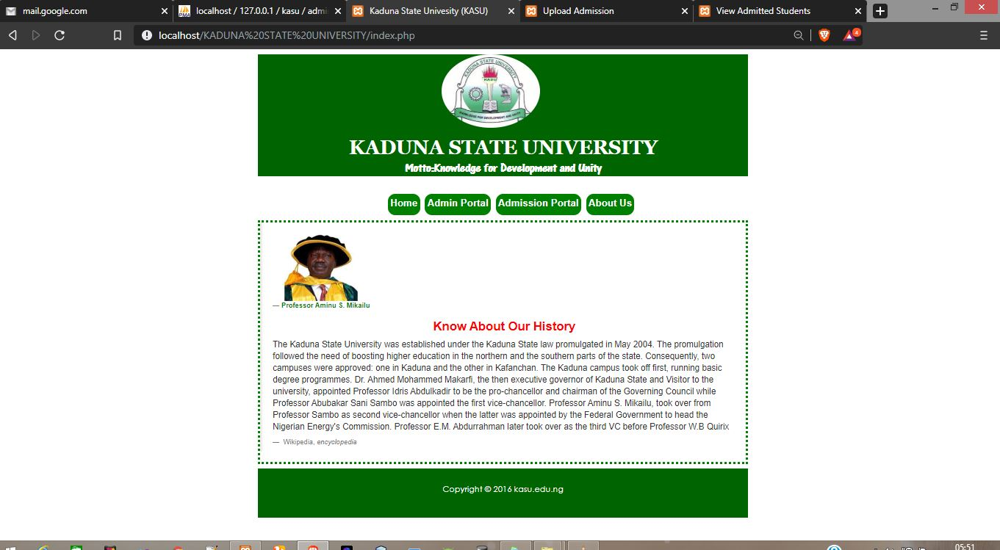 mail.google.com
localhost / 127.0.0.1 / kasu / admi
Kaduna State Univesity (KASU)
Upload Admission
View Admitted Students
localhost/KADUNA%20STATE%20UNIVERSITY/index.php
4
KADUNA STATE UNIVERSITY
KASU
KNOWLEDGE FOR DEVELOPMENT AND UNITY
KADUNA STATE UNIVERSITY
Motto:Knowledge for Development and Unity
Home Admin Portal Admission Portal About Us
— Professor Aminu S. Mikailu
Know About Our History
The Kaduna State University was established under the Kaduna State law promulgated in May 2004. The promulgation
followed the need of boosting higher education in the northern and the southern parts of the state. Consequently, two
campuses were approved: one in Kaduna and the other in Kafanchan. The Kaduna campus took off first, running basic
degree programmes. Dr. Ahmed Mohammed Makarfi, the then executive governor of Kaduna State and Visitor to the
university, appointed Professor Idris Abdulkadir to be the pro-chancellor and chairman of the Governing Council while
Professor Abubakar Sani Sambo was appointed the first vice-chancellor. Professor Aminu S. Mikailu, took over from
Professor Sambo as second vice-chancellor when the latter was appointed by the Federal Government to head the
Nigerian Energy's Commission. Professor E.M. Abdurrahman later took over as the third VC before Professor W.B Quirix
— Wikipedia, encyclopedia
Copyright © 2016 kasu.edu.ng
05:51